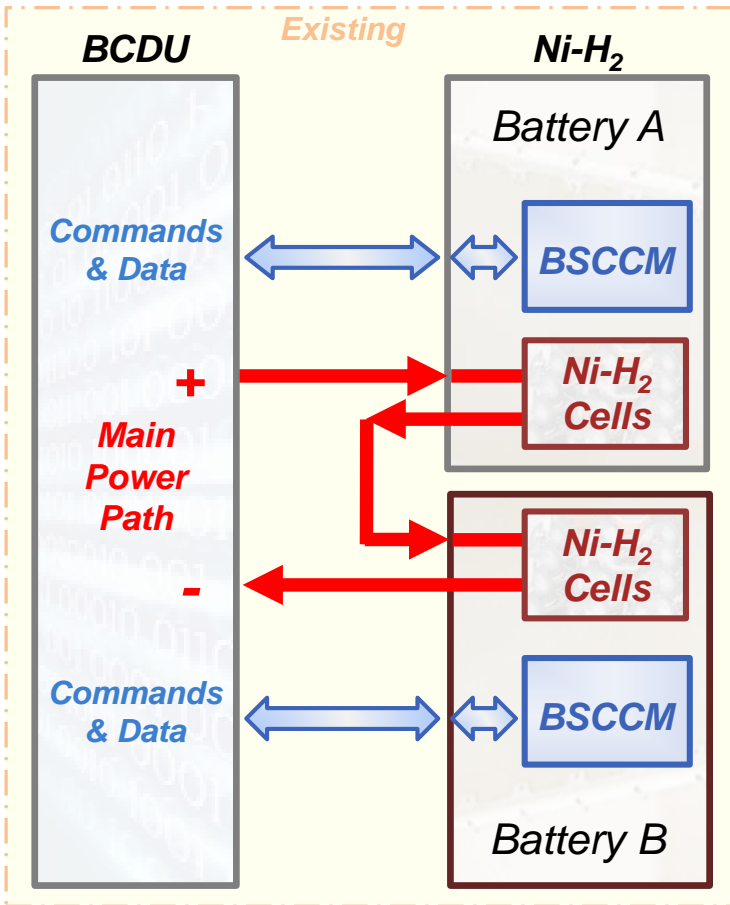 Existing
BCDU
Ni-H₂
Battery A
Commands
& Data
BSCCM
+
Main
Power
Path
-
Ni-H₂
Cells
Ni-H₂
Cells
Commands
& Data
BSCCM
Battery B